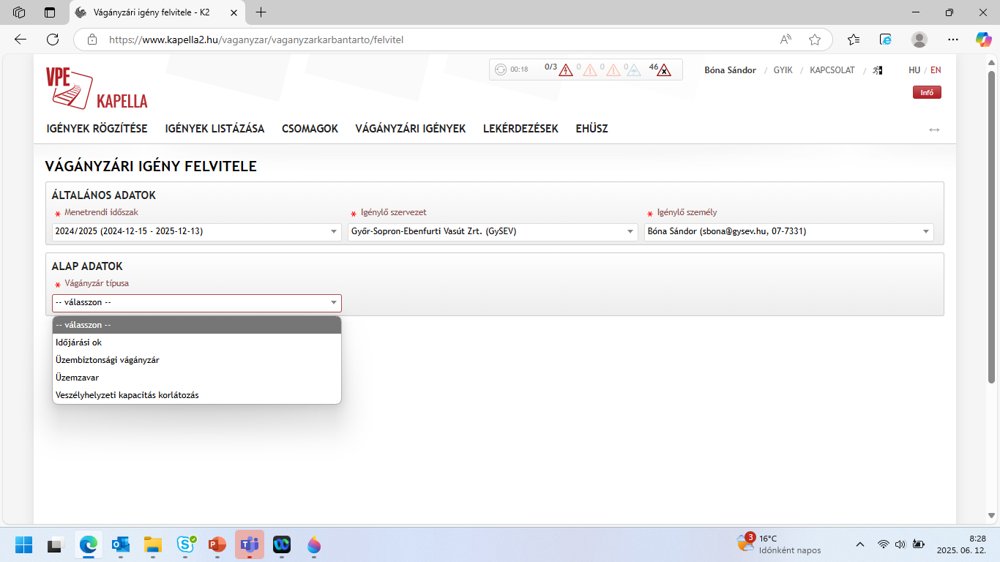 Vágányzári igény felvitele - K2
https://www.kapella2.hu/vaganyzar/vaganyzarkarbantarto/felvitel
VPE KAPELLA
00:18 0/3 0 0 0 46
Bóna Sándor / GYIK / KAPCSOLAT / HU / EN
Infó
IGÉNYEK RÖGZÍTÉSE IGÉNYEK LISTÁZÁSA CSOMAGOK VÁGÁNYZÁRI IGÉNYEK LEKÉRDEZÉSEK EHÜSZ
VÁGÁNYZÁRI IGÉNY FELVITELE
ÁLTALÁNOS ADATOK
* Menetrendi időszak * Igénylő szervezet * Igénylő személy
2024/2025 (2024-12-15 - 2025-12-13) Győr-Sopron-Ebenfurti Vasút Zrt. (GySEV) Bóna Sándor (sbona@gysev.hu, 07-7331)
ALAP ADATOK
* Vágányzár típusa
-- válasszon --
-- válasszon --
Időjárási ok
Üzembiztonsági vágányzár
Üzemzavar
Veszélyhelyzeti kapacitás korlátozás
3 16°C
Időnként napos
8:28
2025. 06. 12.